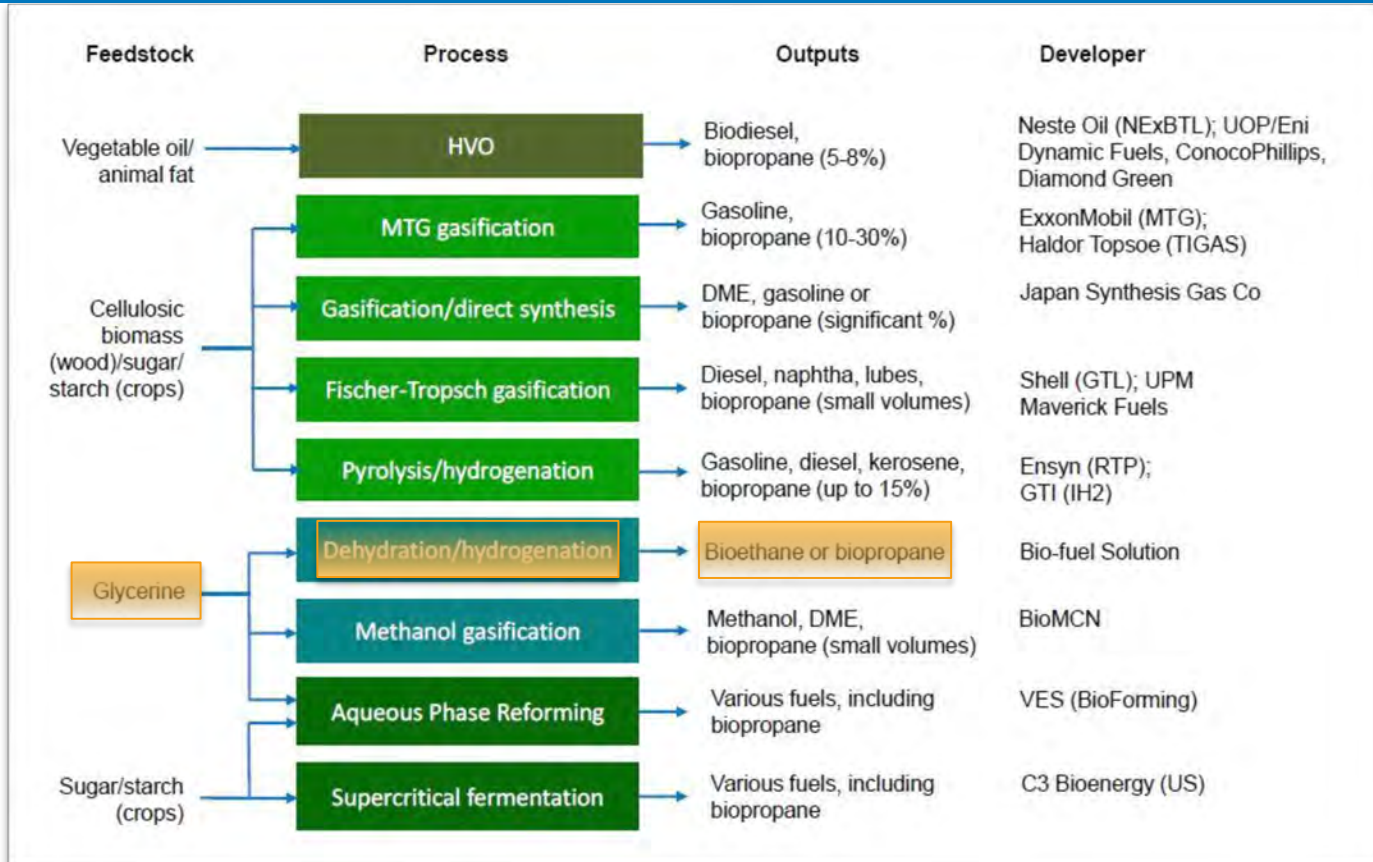 Feedstock
Process
Outputs
Developer
Vegetable oil/
animal fat
HVO
Biodiesel,
biopropane (5-8%)
Neste Oil (NExBTL); UOP/Eni
Dynamic Fuels, ConocoPhillips,
Diamond Green
Cellulosic
biomass
(wood)/sugar/
starch (crops)
MTG gasification
Gasoline,
biopropane (10-30%)
ExxonMobil (MTG);
Haldor Topsoe (TIGAS)
Gasification/direct synthesis
DME, gasoline or
biopropane (significant %)
Japan Synthesis Gas Co
Fischer-Tropsch gasification
Diesel, naphtha, lubes,
biopropane (small volumes)
Shell (GTL); UPM
Maverick Fuels
Pyrolysis/hydrogenation
Gasoline, diesel, kerosene,
biopropane (up to 15%)
Ensyn (RTP);
GTI (IH2)
Glycerine
Dehydration/hydrogenation
Bioethane or biopropane
Bio-fuel Solution
Methanol gasification
Methanol, DME,
biopropane (small volumes)
BioMCN
Aqueous Phase Reforming
Various fuels, including
biopropane
VES (BioForming)
Sugar/starch
(crops)
Supercritical fermentation
Various fuels, including
biopropane
C3 Bioenergy (US)